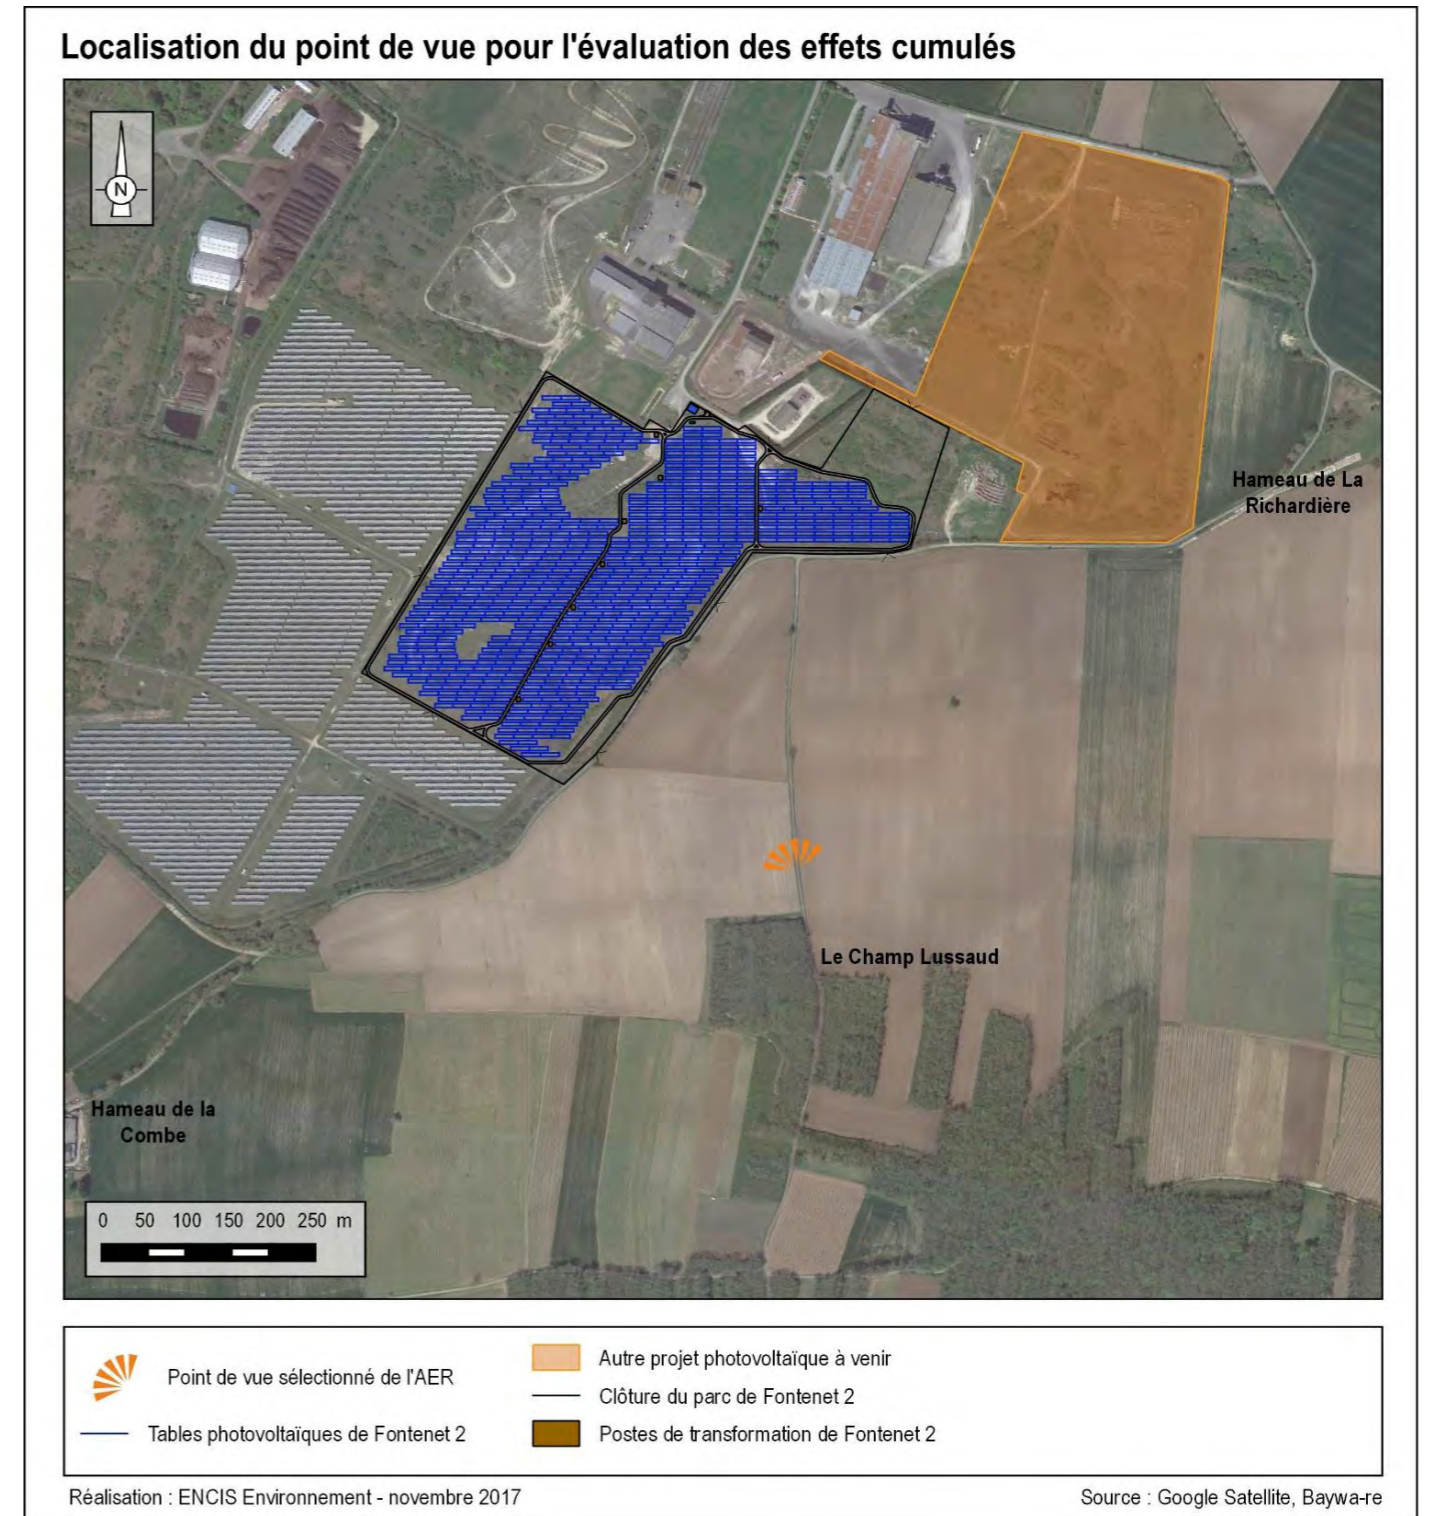 Localisation du point de vue pour l'évaluation des effets cumulés
N
Hameau de La
Richardière
Le Champ Lussaud
Hameau de la
Combe
0 50 100 150 200 250 m
Point de vue sélectionné de l'AER
Tables photovoltaïques de Fontenet 2
Autre projet photovoltaïque à venir
Clôture du parc de Fontenet 2
Postes de transformation de Fontenet 2
Réalisation : ENCIS Environnement - novembre 2017
Source : Google Satellite, Baywa-re